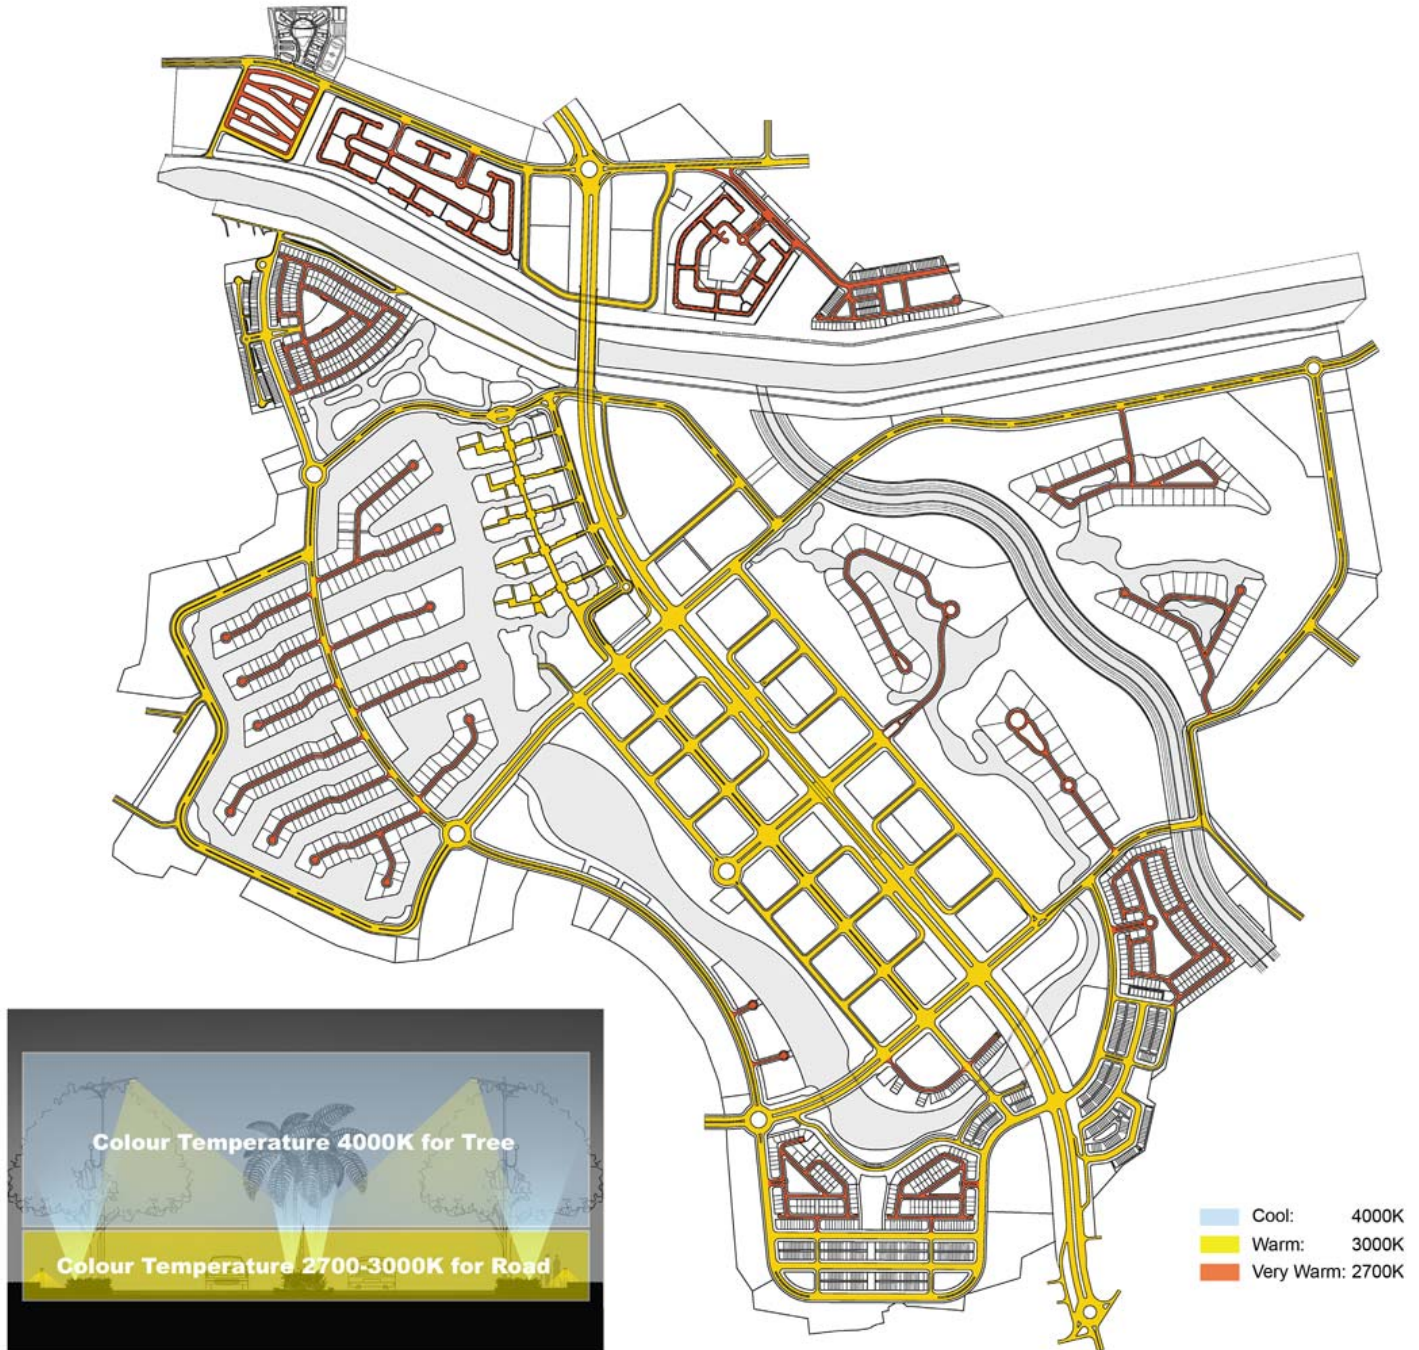 Colour Temperature 4000K for Tree
Colour Temperature 2700-3000K for Road
Cool: 4000K
Warm: 3000K
Very Warm: 2700K